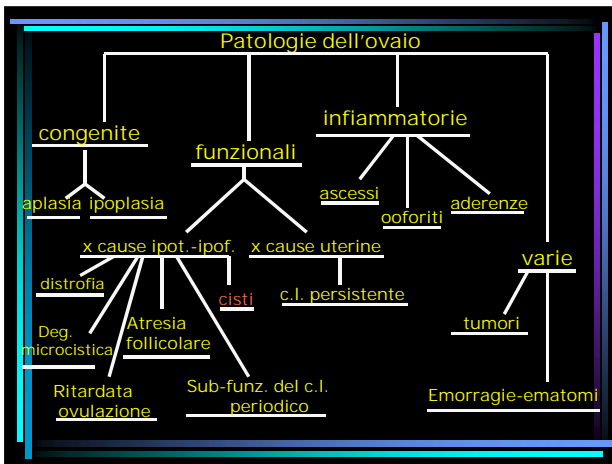 Patologie dell'ovaio
congenite
funzionali
infiammatorie
varie
aplasia
ipoplasia
x cause ipot.-ipof.
x cause uterine
ascessi
ooforiti
aderenze
distrofia
Deg.
microcistica
Ritardata
ovulazione
Atresia
follicolare
Sub-funz. del c.l.
periodico
cisti
c.l. persistente
tumori
Emorragie-ematomi